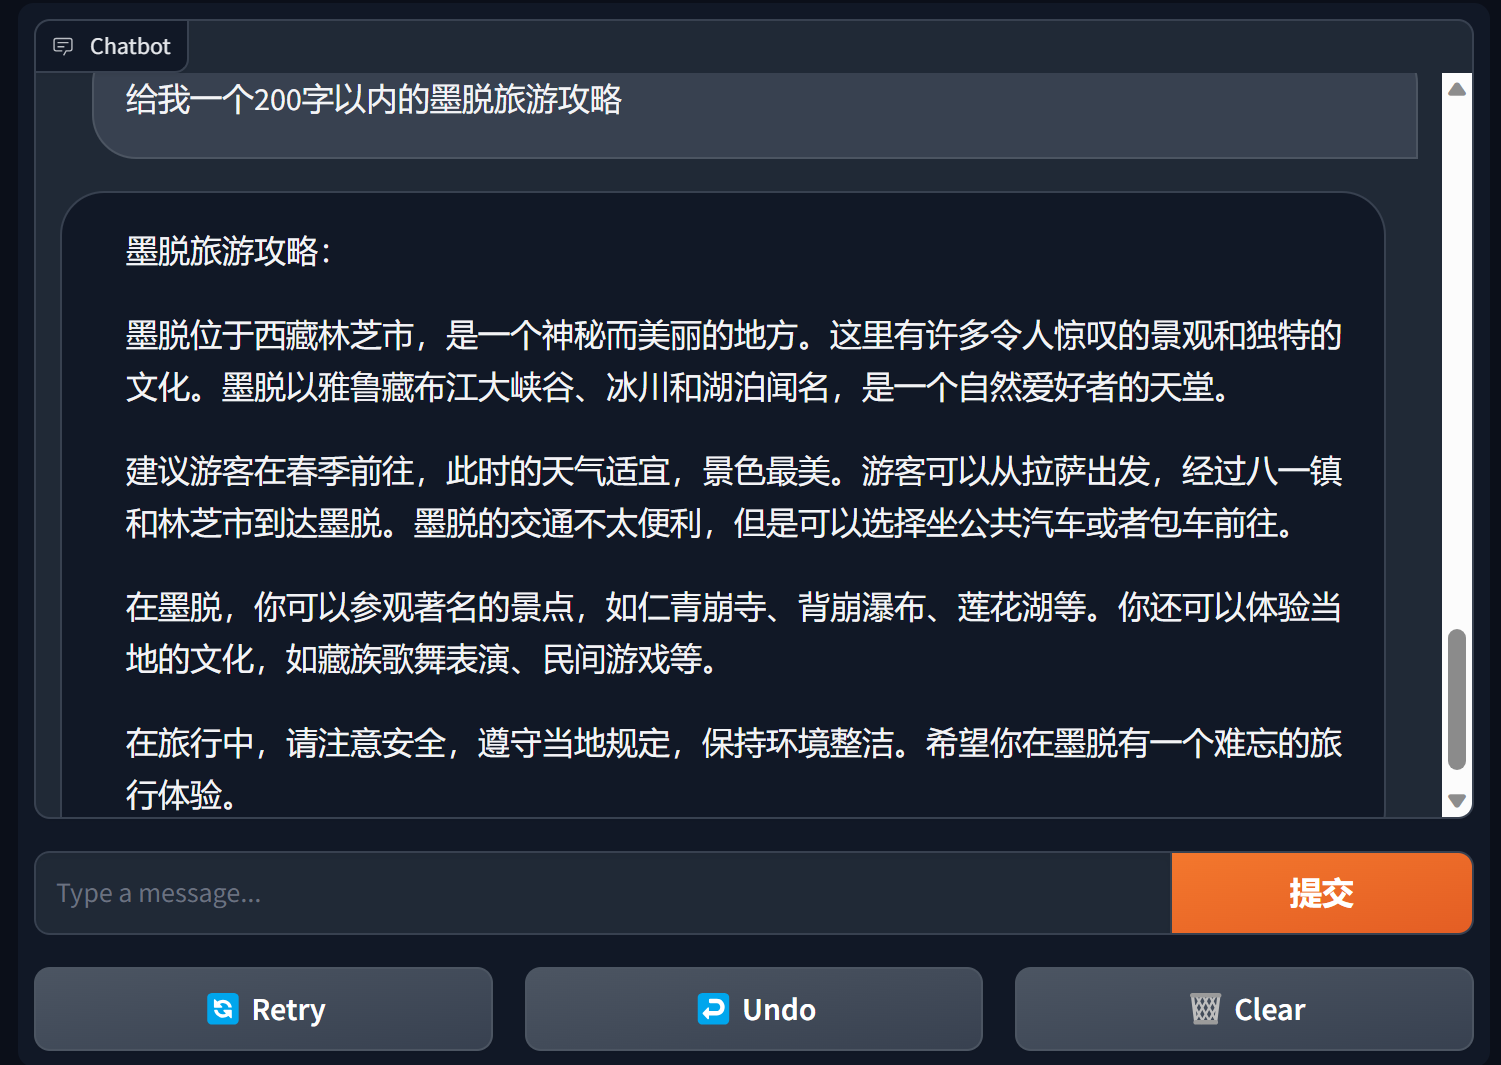 Chatbot
给我一个200字以内的墨脱旅游攻略
墨脱旅游攻略：
墨脱位于西藏林芝市，是一个神秘而美丽的地方。这里有许多令人惊叹的景观和独特的
文化。墨脱以雅鲁藏布江大峡谷、冰川和湖泊闻名，是一个自然爱好者的天堂。
建议游客在春季前往，此时的天气适宜，景色最美。游客可以从拉萨出发，经过八一镇
和林芝市到达墨脱。墨脱的交通不太便利，但是可以选择坐公共汽车或者包车前往。
在墨脱，你可以参观著名的景点，如仁青崩寺、背崩瀑布、莲花湖等。你还可以体验当
地的文化，如藏族歌舞表演、民间游戏等。
在旅行中，请注意安全，遵守当地规定，保持环境整洁。希望你在墨脱有一个难忘的旅
行体验。
Type a message...
提交
Retry
Undo
Clear